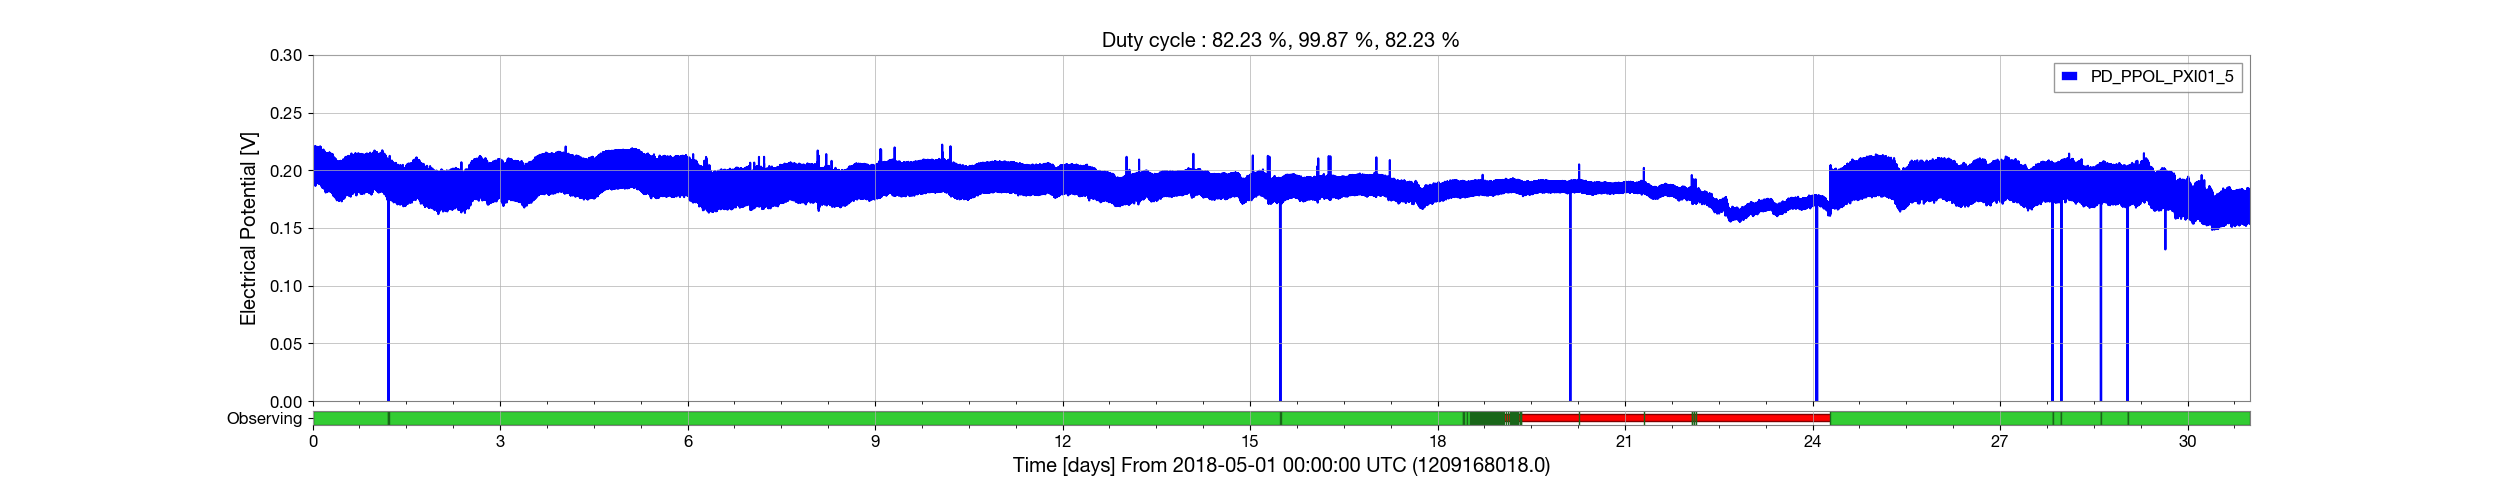 Duty cycle : 82.23 %, 99.87 %, 82.23 %
0.30
PD_PPOL_PXI01_5
0.25
0.20
0.15
0.10
0.05
0.00
Electrical Potential [V]
Observing
0 3 6 9 12 15 18 21 24 27 30
Time [days] From 2018-05-01 00:00:00 UTC (1209168018.0)